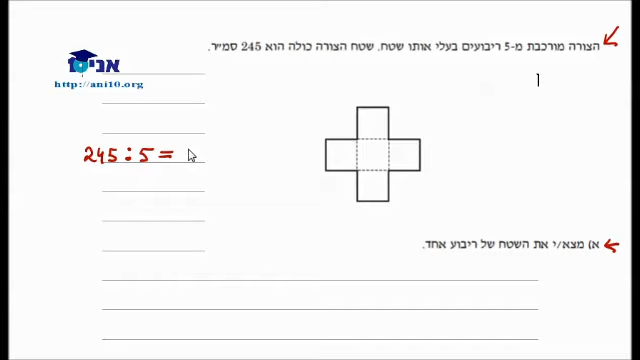 הצורה מורכבת מ-5 ריבועים בעלי אותו שטח. שטח הצורה כולה הוא 245 סמ"ר.
אניסו
http://ani10.org
245 : 5 =
א) מצא/י את השטח של ריבוע אחד.